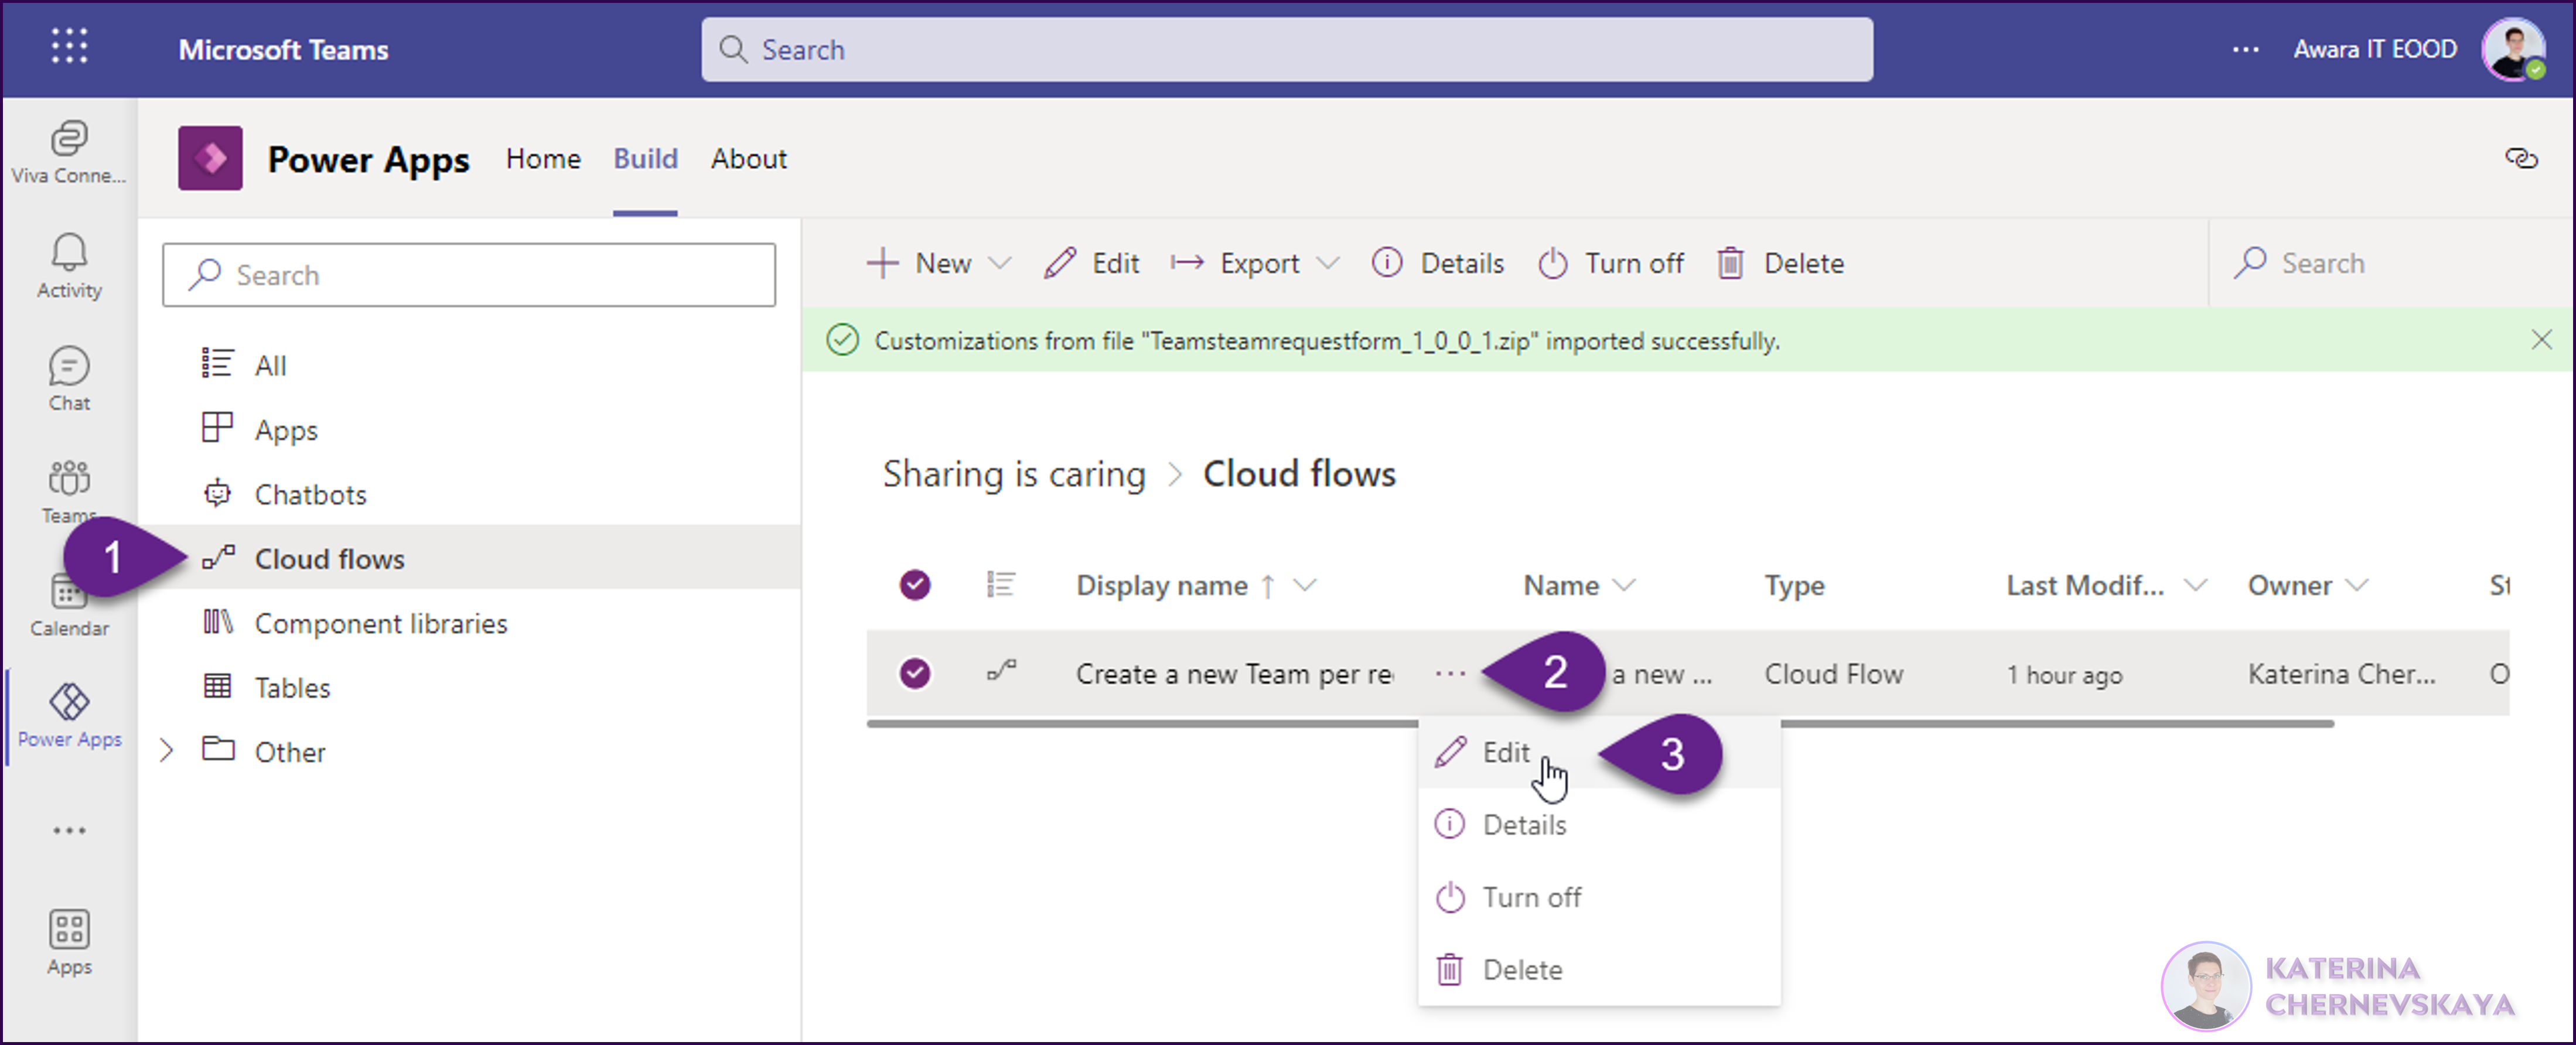 Microsoft Teams
Search
··· Awara IT EOOD
Viva Conne...
Activity
Chat
Teams
Calendar
Power Apps
Apps
Power Apps Home Build About
Search
All
Apps
Chatbots
1 Cloud flows
Component libraries
Tables
Other
New Edit Export Details Turn off Delete Search
Customizations from file "Teamsteamrequestform_1_0_0_1.zip" imported successfully.
Sharing is caring > Cloud flows
Display name ↑ Name Type Last Modif... Owner St
Create a new Team per re ··· 2 a new ... Cloud Flow 1 hour ago Katerina Cher... O
Edit 3
Details
Turn off
Delete
KATERINA
CHERNEVSKAYA